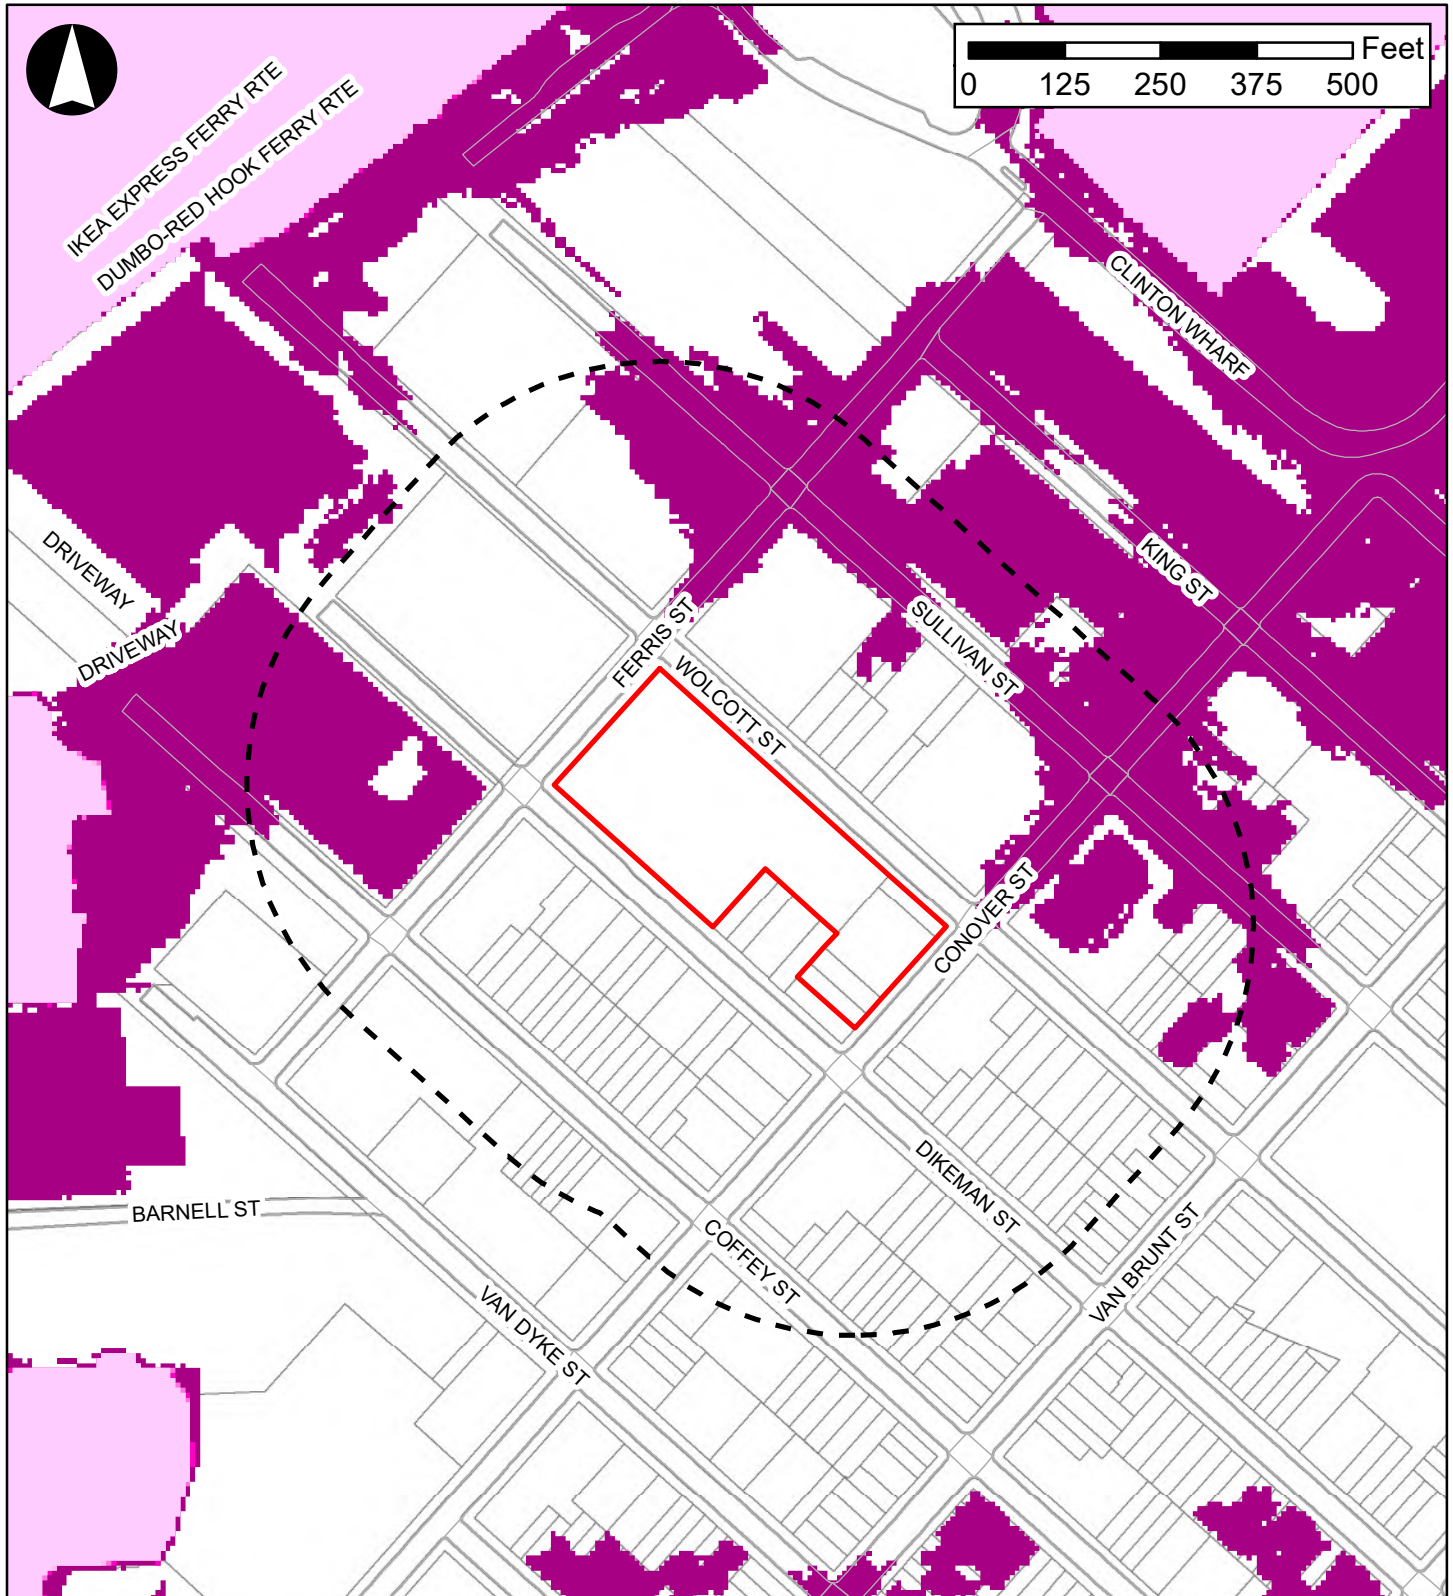 Feet
0 125 250 375 500
IKEA EXPRESS FERRY RTE
DUMBO-RED HOOK FERRY RTE
CLINTON WHARF
DRIVEWAY
KING ST
DRIVEWAY
FERRIS ST
SULLIVAN ST
WOLCOTT ST
CONOVER ST
DIKEMAN ST
BARNELL ST
COFFEY ST
VAN BRUNT ST
VAN DYKE ST